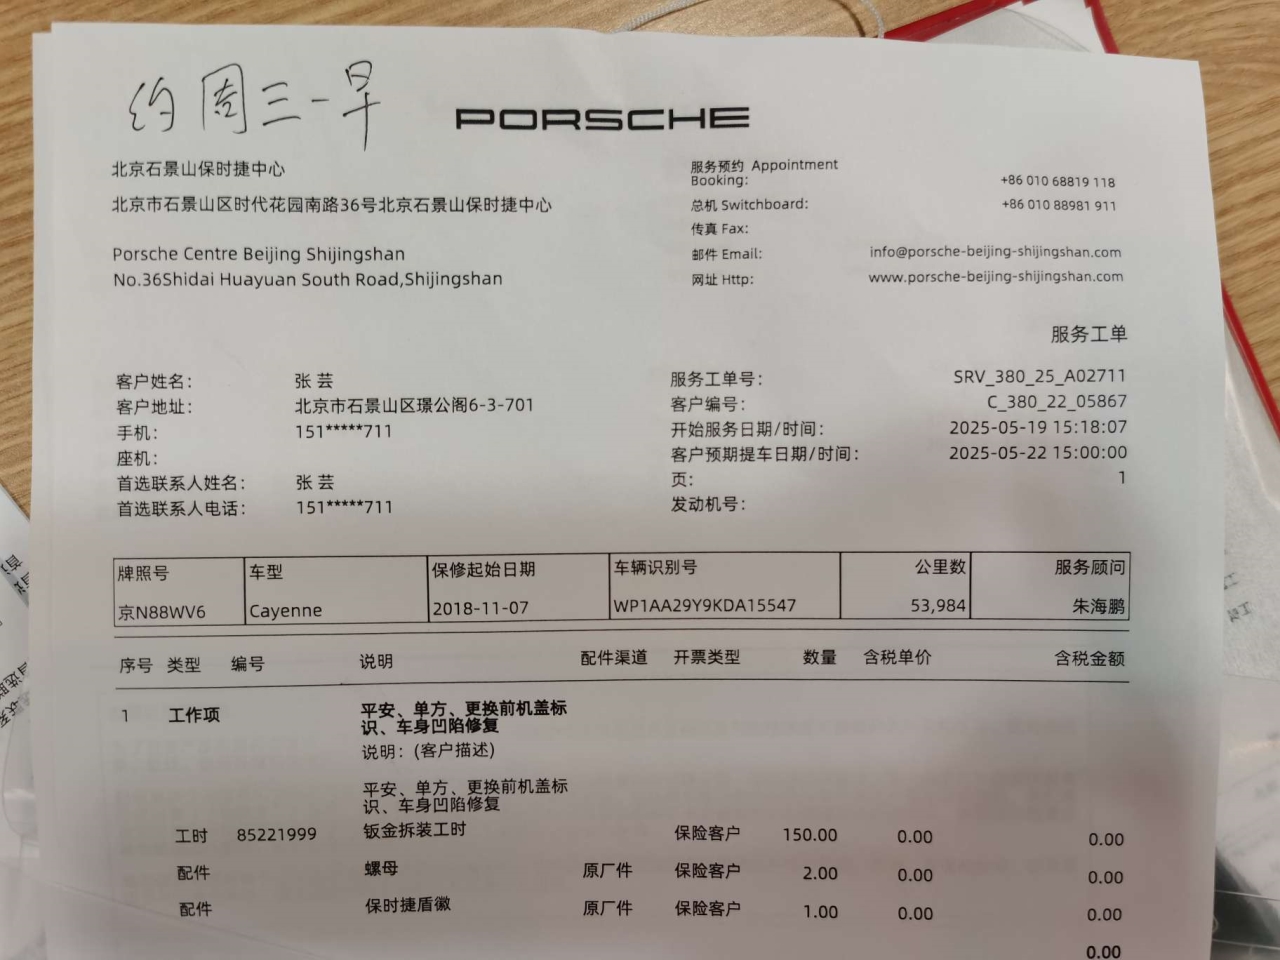 约周三-早
PORSCHE
北京石景山保时捷中心
北京市石景山区时代花园南路36号北京石景山保时捷中心
Porsche Centre Beijing Shijingshan
No.36Shidai Huayuan South Road,Shijingshan
服务预约 Appointment
Booking: +86 010 68819 118
总机 Switchboard: +86 010 88981 911
传真 Fax:
邮件 Email: info@porsche-beijing-shijingshan.com
网址 Http: www.porsche-beijing-shijingshan.com
服务工单
客户姓名: 张 芸
客户地址: 北京市石景山区璟公阁6-3-701
手机: 151*****711
座机:
首选联系人姓名: 张 芸
首选联系人电话: 151*****711
服务工单号: SRV_380_25_A02711
客户编号: C_380_22_05867
开始服务日期/时间: 2025-05-19 15:18:07
客户预期提车日期/时间: 2025-05-22 15:00:00
页: 1
发动机号:
牌照号 车型 保修起始日期 车辆识别号 公里数 服务顾问
京N88WV6 Cayenne 2018-11-07 WP1AA29Y9KDA15547 53,984 朱海鹏
序号 类型 编号 说明 配件渠道 开票类型 数量 含税单价 含税金额
1 工作项 平安、单方、更换前机盖标
识、车身凹陷修复
说明: (客户描述)
平安、单方、更换前机盖标
识、车身凹陷修复
工时 85221999 钣金拆装工时 保险客户 150.00 0.00 0.00
配件 螺母 原厂件 保险客户 2.00 0.00 0.00
配件 保时捷盾徽 原厂件 保险客户 1.00 0.00 0.00
0.00